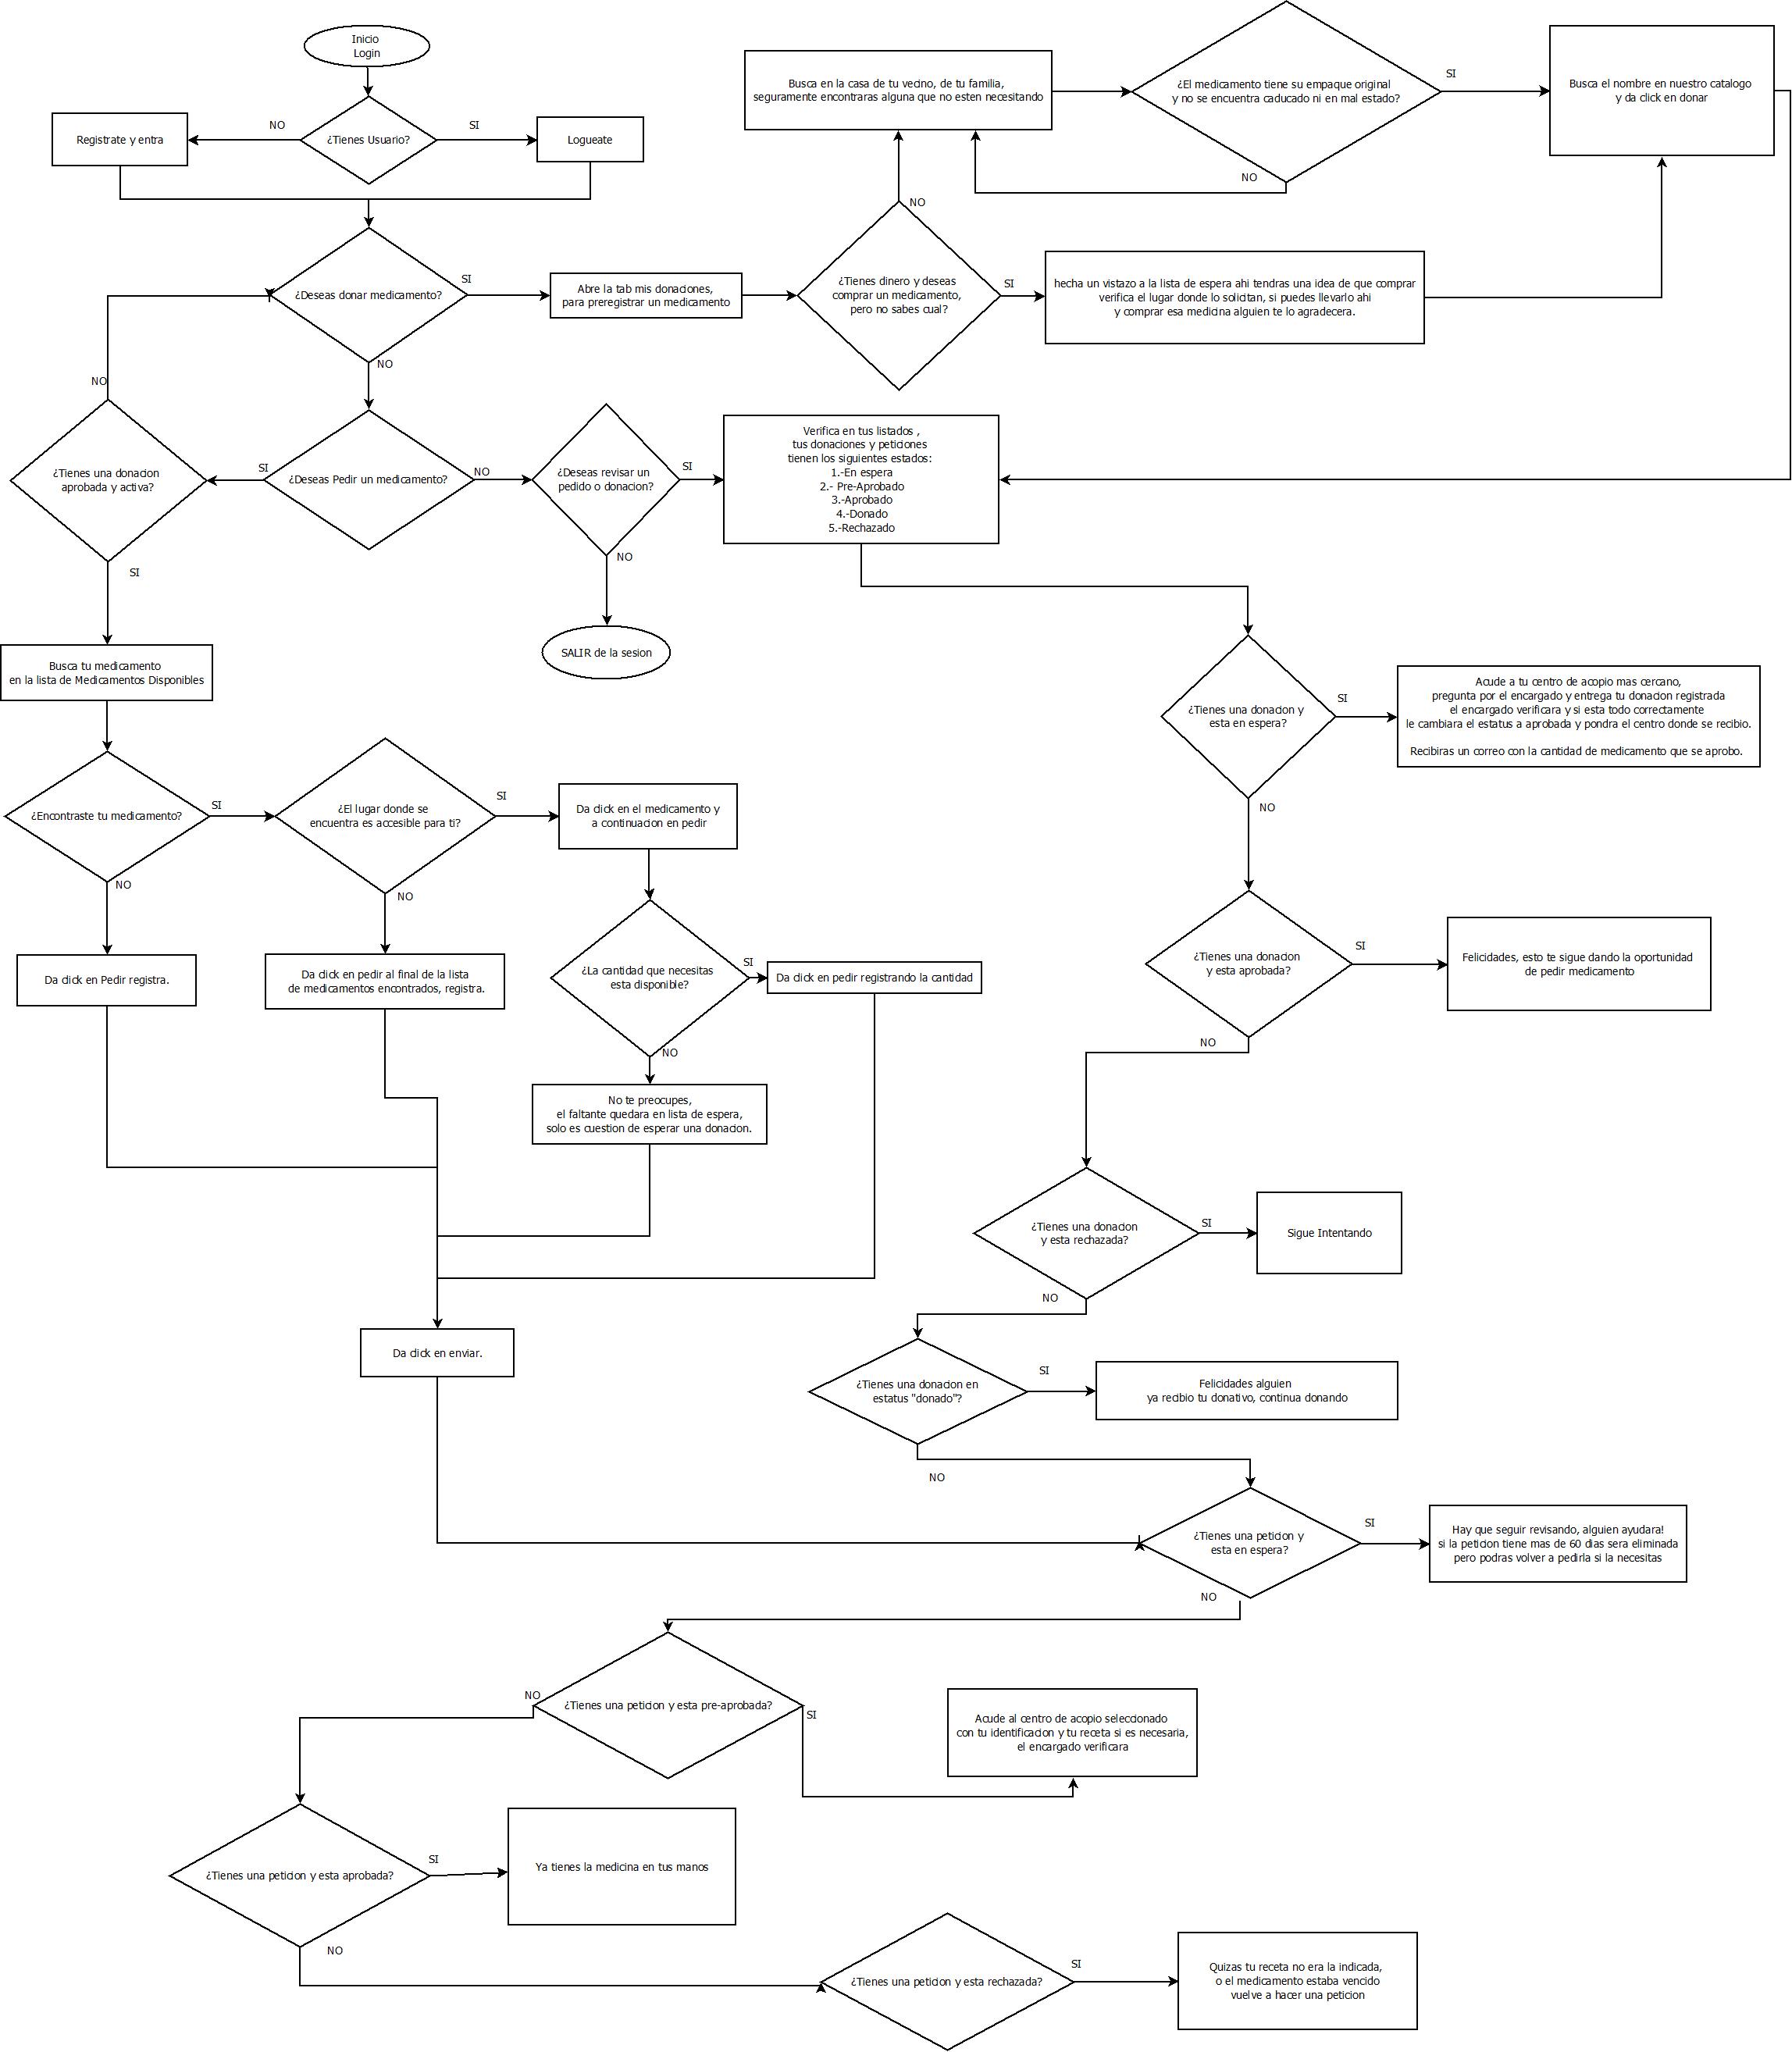 Inicio
Login
¿Tienes Usuario?
NO
SI
Registrate y entra
Logueate
¿Deseas donar medicamento?
SI
NO
Abre la tab mis donaciones,
para preregistrar un medicamento
¿Tienes dinero y deseas
comprar un medicamento,
pero no sabes cual?
NO
SI
Busca en la casa de tu vecino, de tu familia,
seguramente encontraras alguna que no esten necesitando
¿El medicamento tiene su empaque original
y no se encuentra caducado ni en mal estado?
SI
NO
Busca el nombre en nuestro catalogo
y da click en donar
hecha un vistazo a la lista de espera ahi tendras una idea de que comprar
verifica el lugar donde lo solicitan, si puedes llevarlo ahi
y comprar esa medicina alguien te lo agradecera.
¿Deseas Pedir un medicamento?
SI
NO
¿Tienes una donacion
aprobada y activa?
NO
SI
¿Deseas revisar un
pedido o donacion?
SI
NO
SALIR de la sesion
Verifica en tus listados ,
tus donaciones y peticiones
tienen los siguientes estados:
1.-En espera
2.- Pre-Aprobado
3.-Aprobado
4.-Donado
5.-Rechazado
Busca tu medicamento
en la lista de Medicamentos Disponibles
¿Encontraste tu medicamento?
SI
NO
¿El lugar donde se
encuentra es accesible para ti?
SI
NO
Da click en el medicamento y
a continuacion en pedir
Da click en Pedir registra.
Da click en pedir al final de la lista
de medicamentos encontrados, registra.
¿La cantidad que necesitas
esta disponible?
SI
NO
Da click en pedir registrando la cantidad
No te preocupes,
el faltante quedara en lista de espera,
solo es cuestion de esperar una donacion.
Da click en enviar.
¿Tienes una donacion y
esta en espera?
SI
NO
Acude a tu centro de acopio mas cercano,
pregunta por el encargado y entrega tu donacion registrada
el encargado verificara y si esta todo correctamente
le cambiara el estatus a aprobada y pondra el centro donde se recibio.
Recibiras un correo con la cantidad de medicamento que se aprobo.
¿Tienes una donacion
y esta aprobada?
SI
NO
Felicidades, esto te sigue dando la oportunidad
de pedir medicamento
¿Tienes una donacion
y esta rechazada?
SI
NO
Sigue Intentando
¿Tienes una donacion en
estatus "donado"?
SI
NO
Felicidades alguien
ya recibio tu donativo, continua donando
¿Tienes una peticion y
esta en espera?
SI
NO
Hay que seguir revisando, alguien ayudara!
si la peticion tiene mas de 60 dias sera eliminada
pero podras volver a pedirla si la necesitas
¿Tienes una peticion y esta pre-aprobada?
NO
SI
Acude al centro de acopio seleccionado
con tu identificacion y tu receta si es necesaria,
el encargado verificara
¿Tienes una peticion y esta aprobada?
SI
NO
Ya tienes la medicina en tus manos
¿Tienes una peticion y esta rechazada?
SI
Quizas tu receta no era la indicada,
o el medicamento estaba vencido
vuelve a hacer una peticion